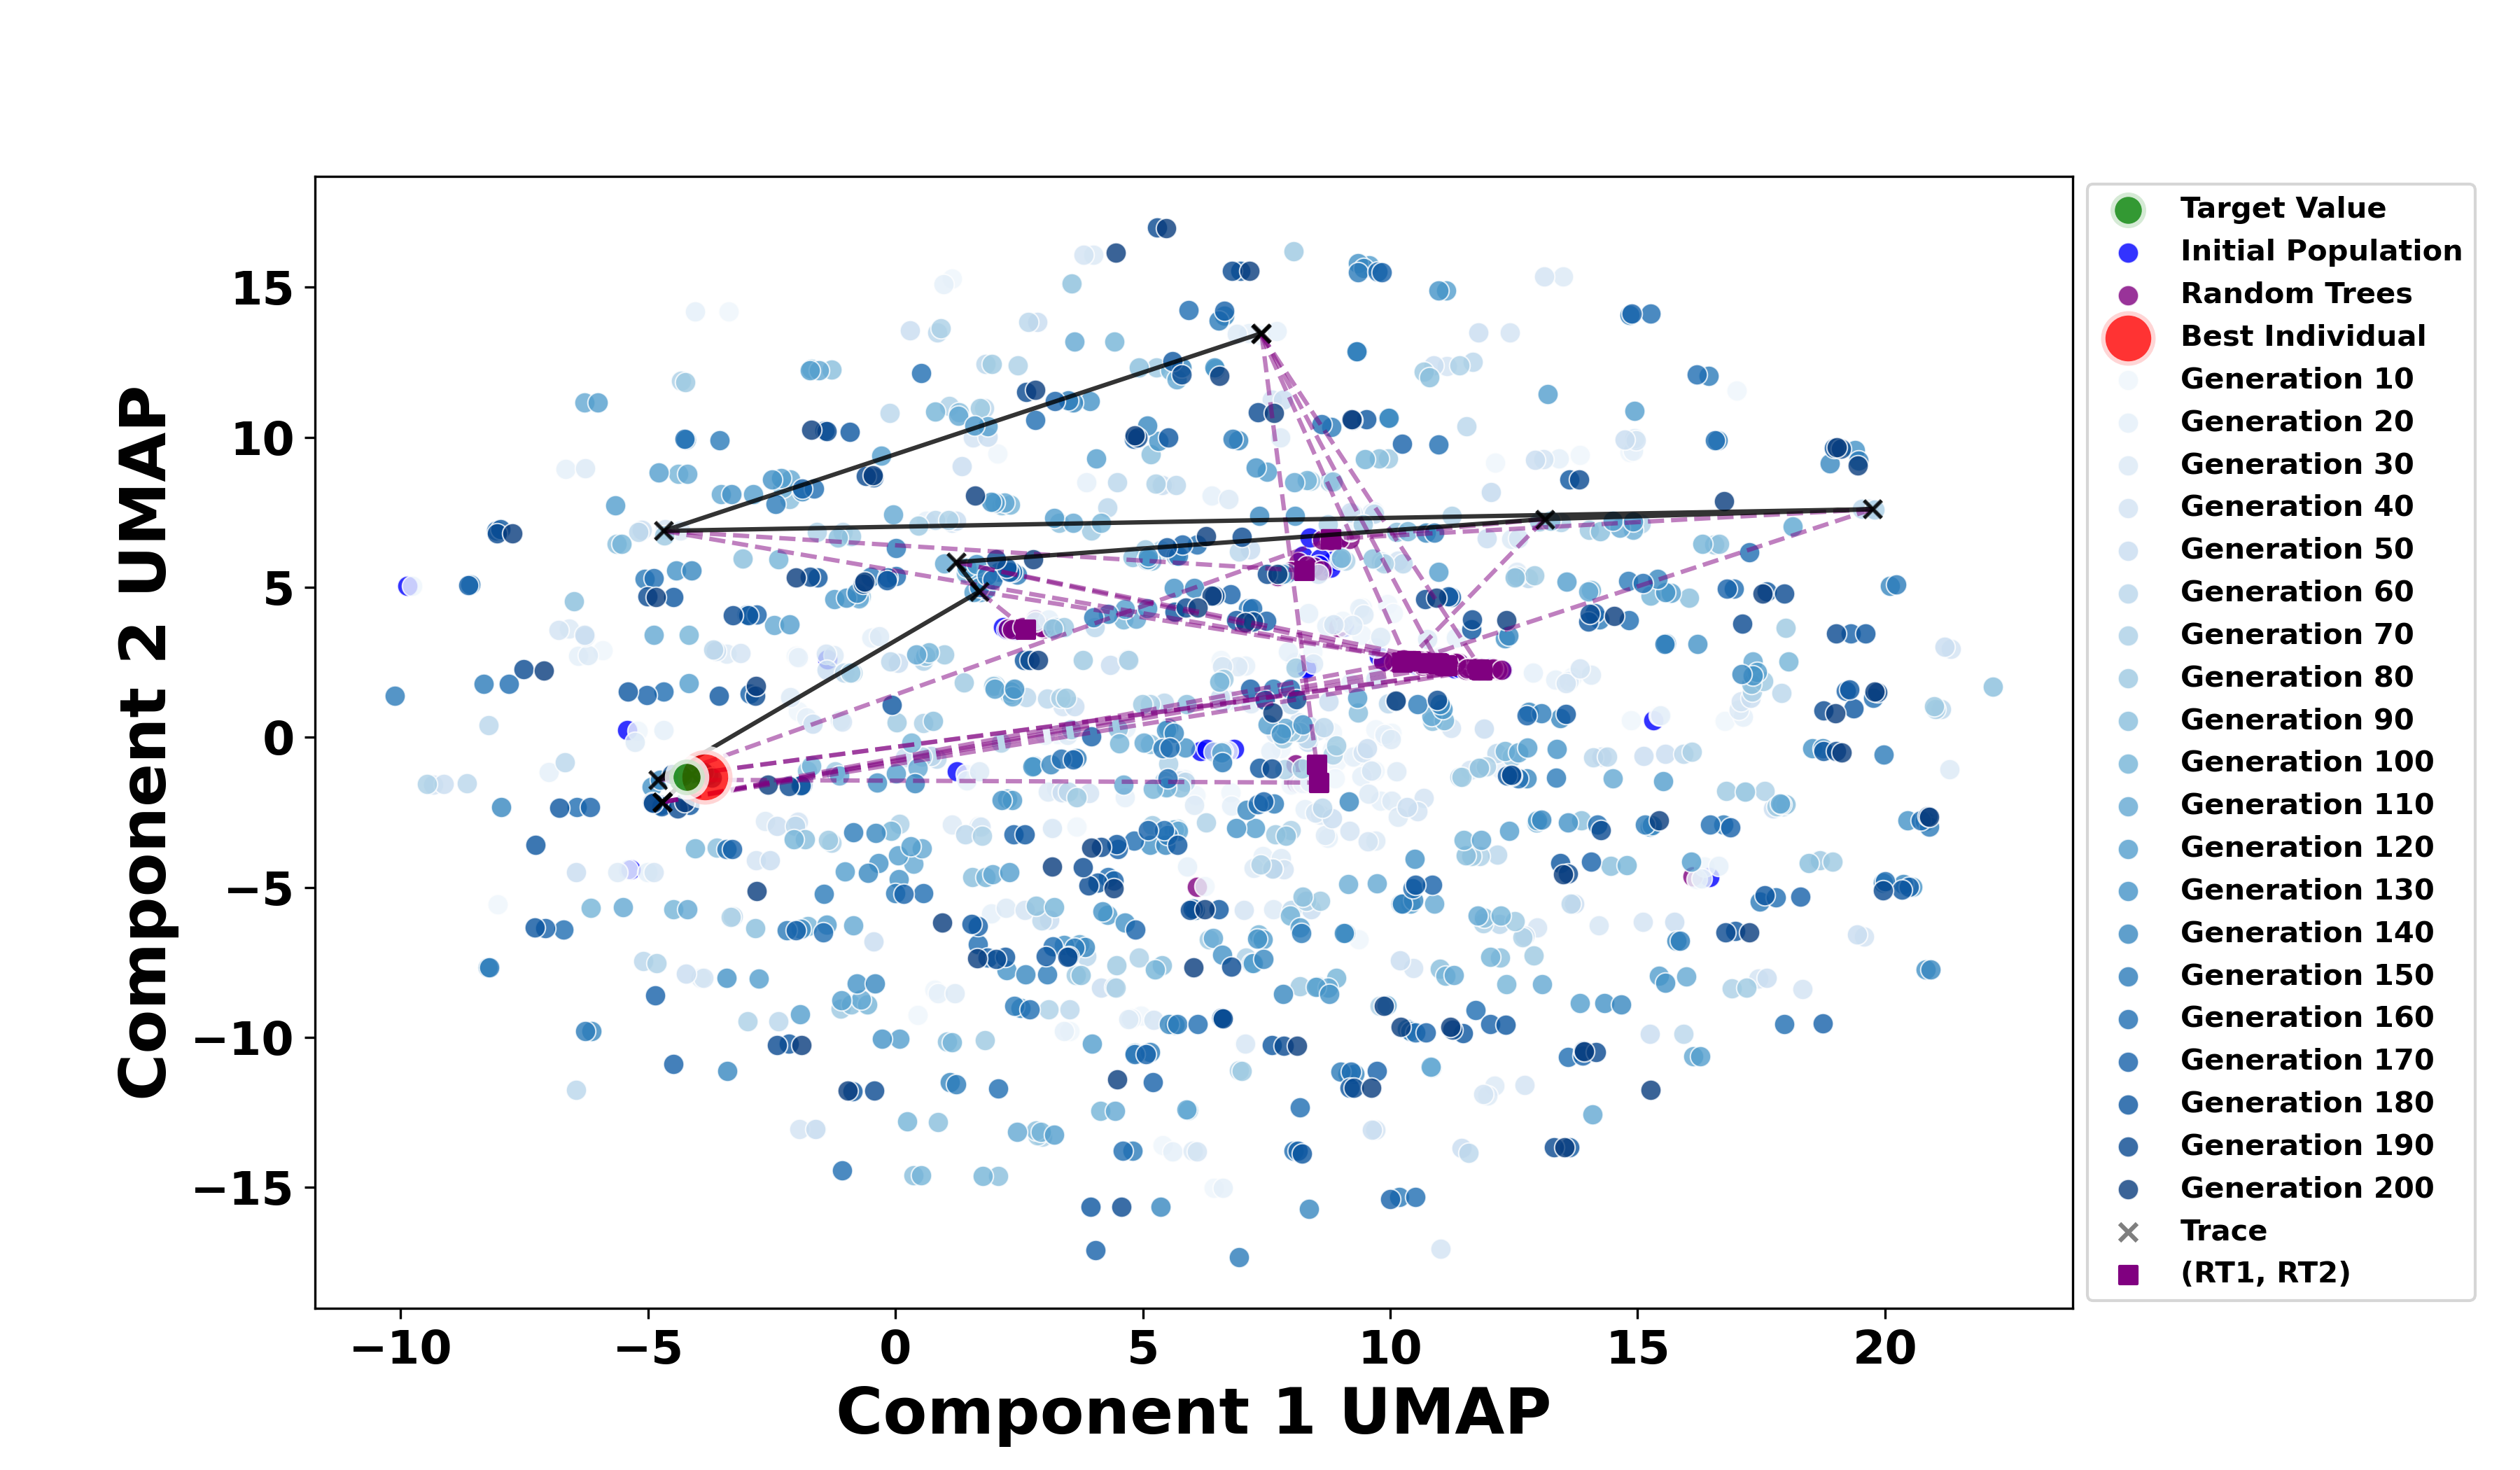 15
10
5
0
−5
−10
−15
Component 2 UMAP
−10
−5
0
5
10
15
20
Component 1 UMAP
Target Value
Initial Population
Random Trees
Best Individual
Generation 10
Generation 20
Generation 30
Generation 40
Generation 50
Generation 60
Generation 70
Generation 80
Generation 90
Generation 100
Generation 110
Generation 120
Generation 130
Generation 140
Generation 150
Generation 160
Generation 170
Generation 180
Generation 190
Generation 200
Trace
(RT1, RT2)